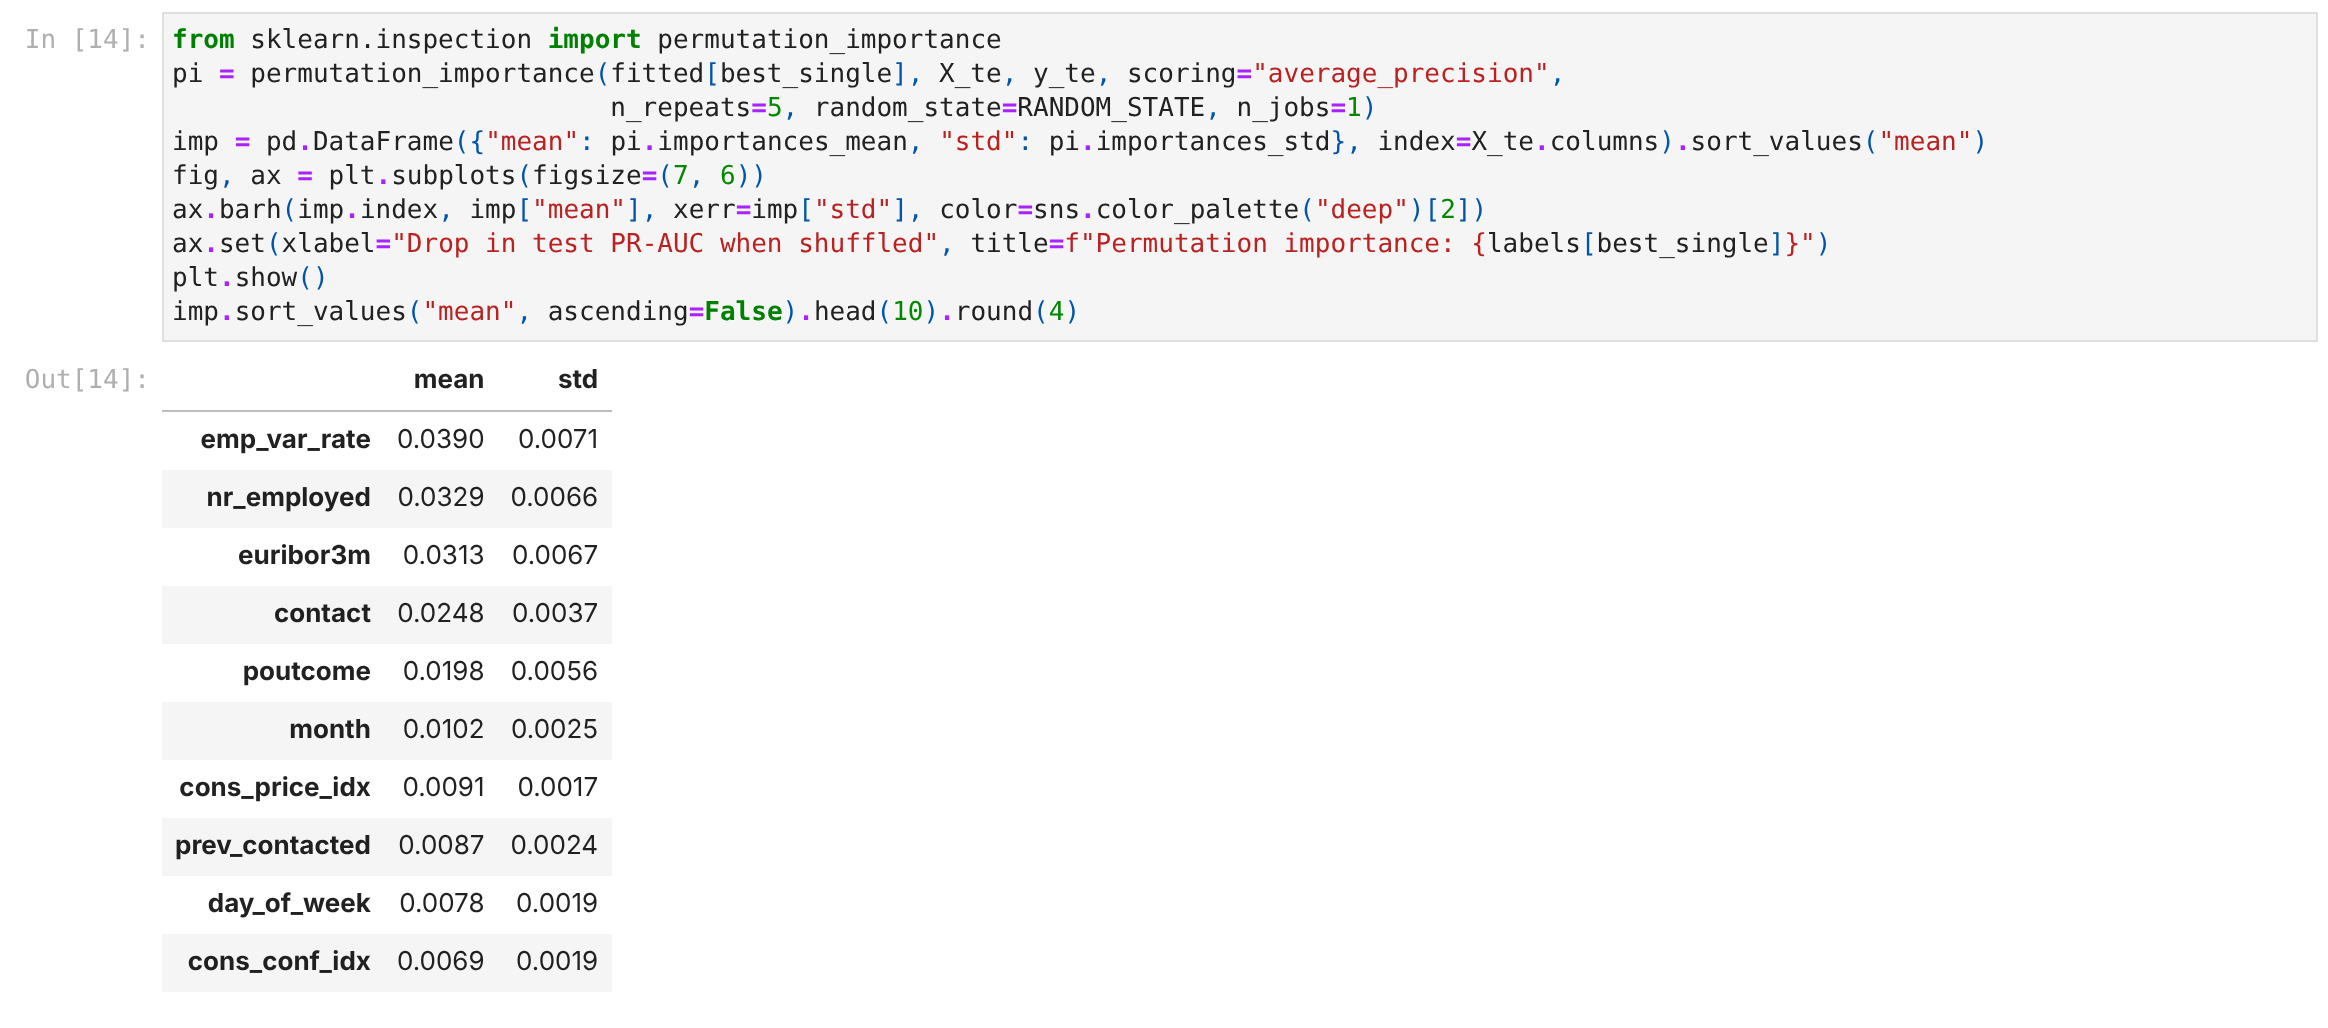 In [14]:
from sklearn.inspection import permutation_importance
pi = permutation_importance(fitted[best_single], X_te, y_te, scoring="average_precision",
                            n_repeats=5, random_state=RANDOM_STATE, n_jobs=1)
imp = pd.DataFrame({"mean": pi.importances_mean, "std": pi.importances_std}, index=X_te.columns).sort_values("mean")
fig, ax = plt.subplots(figsize=(7, 6))
ax.barh(imp.index, imp["mean"], xerr=imp["std"], color=sns.color_palette("deep")[2])
ax.set(xlabel="Drop in test PR-AUC when shuffled", title=f"Permutation importance: {labels[best_single]}")
plt.show()
imp.sort_values("mean", ascending=False).head(10).round(4)
Out[14]:
mean std
emp_var_rate 0.0390 0.0071
nr_employed 0.0329 0.0066
euribor3m 0.0313 0.0067
contact 0.0248 0.0037
poutcome 0.0198 0.0056
month 0.0102 0.0025
cons_price_idx 0.0091 0.0017
prev_contacted 0.0087 0.0024
day_of_week 0.0078 0.0019
cons_conf_idx 0.0069 0.0019